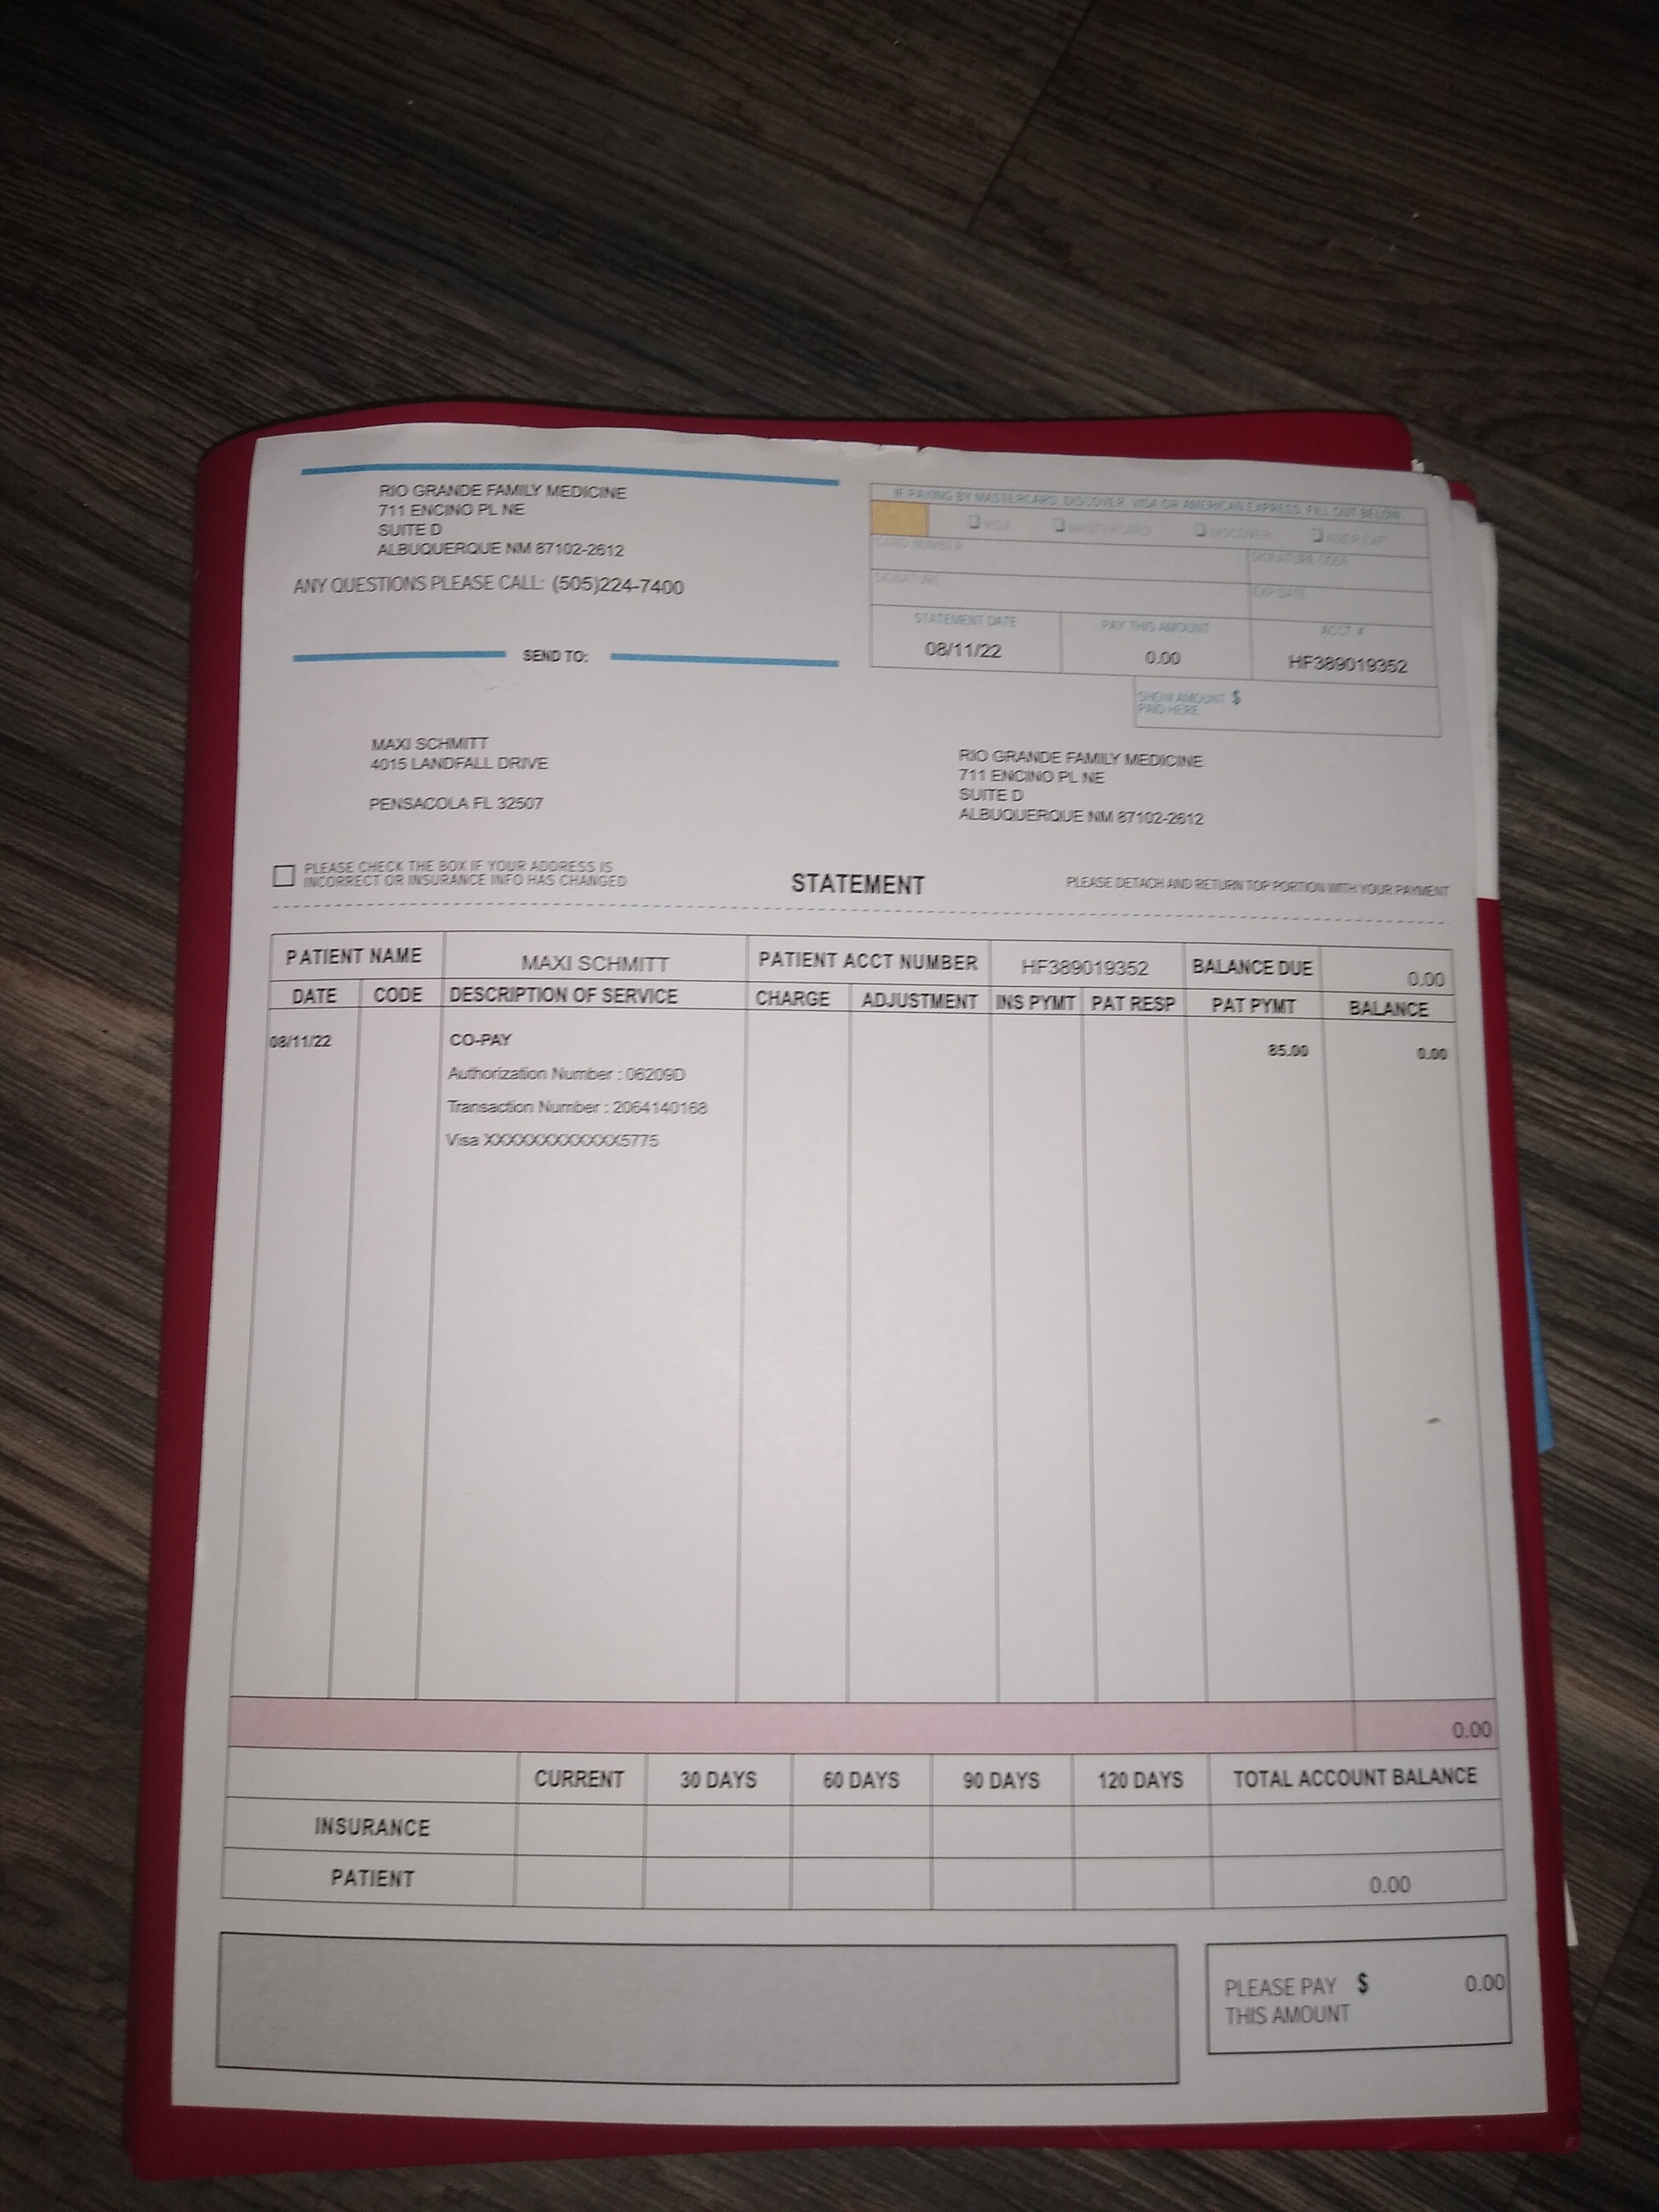 RIO GRANDE FAMILY MEDICINE
711 ENCINO PL NE
SUITE D
ALBUQUERQUE NM 87102-2612
ANY QUESTIONS PLEASE CALL: (505)224-7400
SEND TO:
IF PAYING BY MASTERCARD, DISCOVER, VISA OR AMERICAN EXPRESS, FILL OUT BELOW
VISA MASTERCARD DISCOVER AMER EXP
CARD NUMBER SIGNATURE CODE
SIGNATURE EXP DATE
STATEMENT DATE PAY THIS AMOUNT ACCT. #
08/11/22 0.00 HF389019352
SHOW AMOUNT $
PAID HERE
MAXI SCHMITT
4015 LANDFALL DRIVE
PENSACOLA FL 32507
RIO GRANDE FAMILY MEDICINE
711 ENCINO PL NE
SUITE D
ALBUQUERQUE NM 87102-2612
PLEASE CHECK THE BOX IF YOUR ADDRESS IS
INCORRECT OR INSURANCE INFO HAS CHANGED
STATEMENT
PLEASE DETACH AND RETURN TOP PORTION WITH YOUR PAYMENT
PATIENT NAME MAXI SCHMITT PATIENT ACCT NUMBER HF389019352 BALANCE DUE 0.00
DATE CODE DESCRIPTION OF SERVICE CHARGE ADJUSTMENT INS PYMT PAT RESP PAT PYMT BALANCE
08/11/22 CO-PAY 85.00 0.00
Authorization Number : 06209D
Transaction Number : 2064140168
Visa XXXXXXXXXXXX5775
0.00
CURRENT 30 DAYS 60 DAYS 90 DAYS 120 DAYS TOTAL ACCOUNT BALANCE
INSURANCE
PATIENT 0.00
PLEASE PAY $ 0.00
THIS AMOUNT